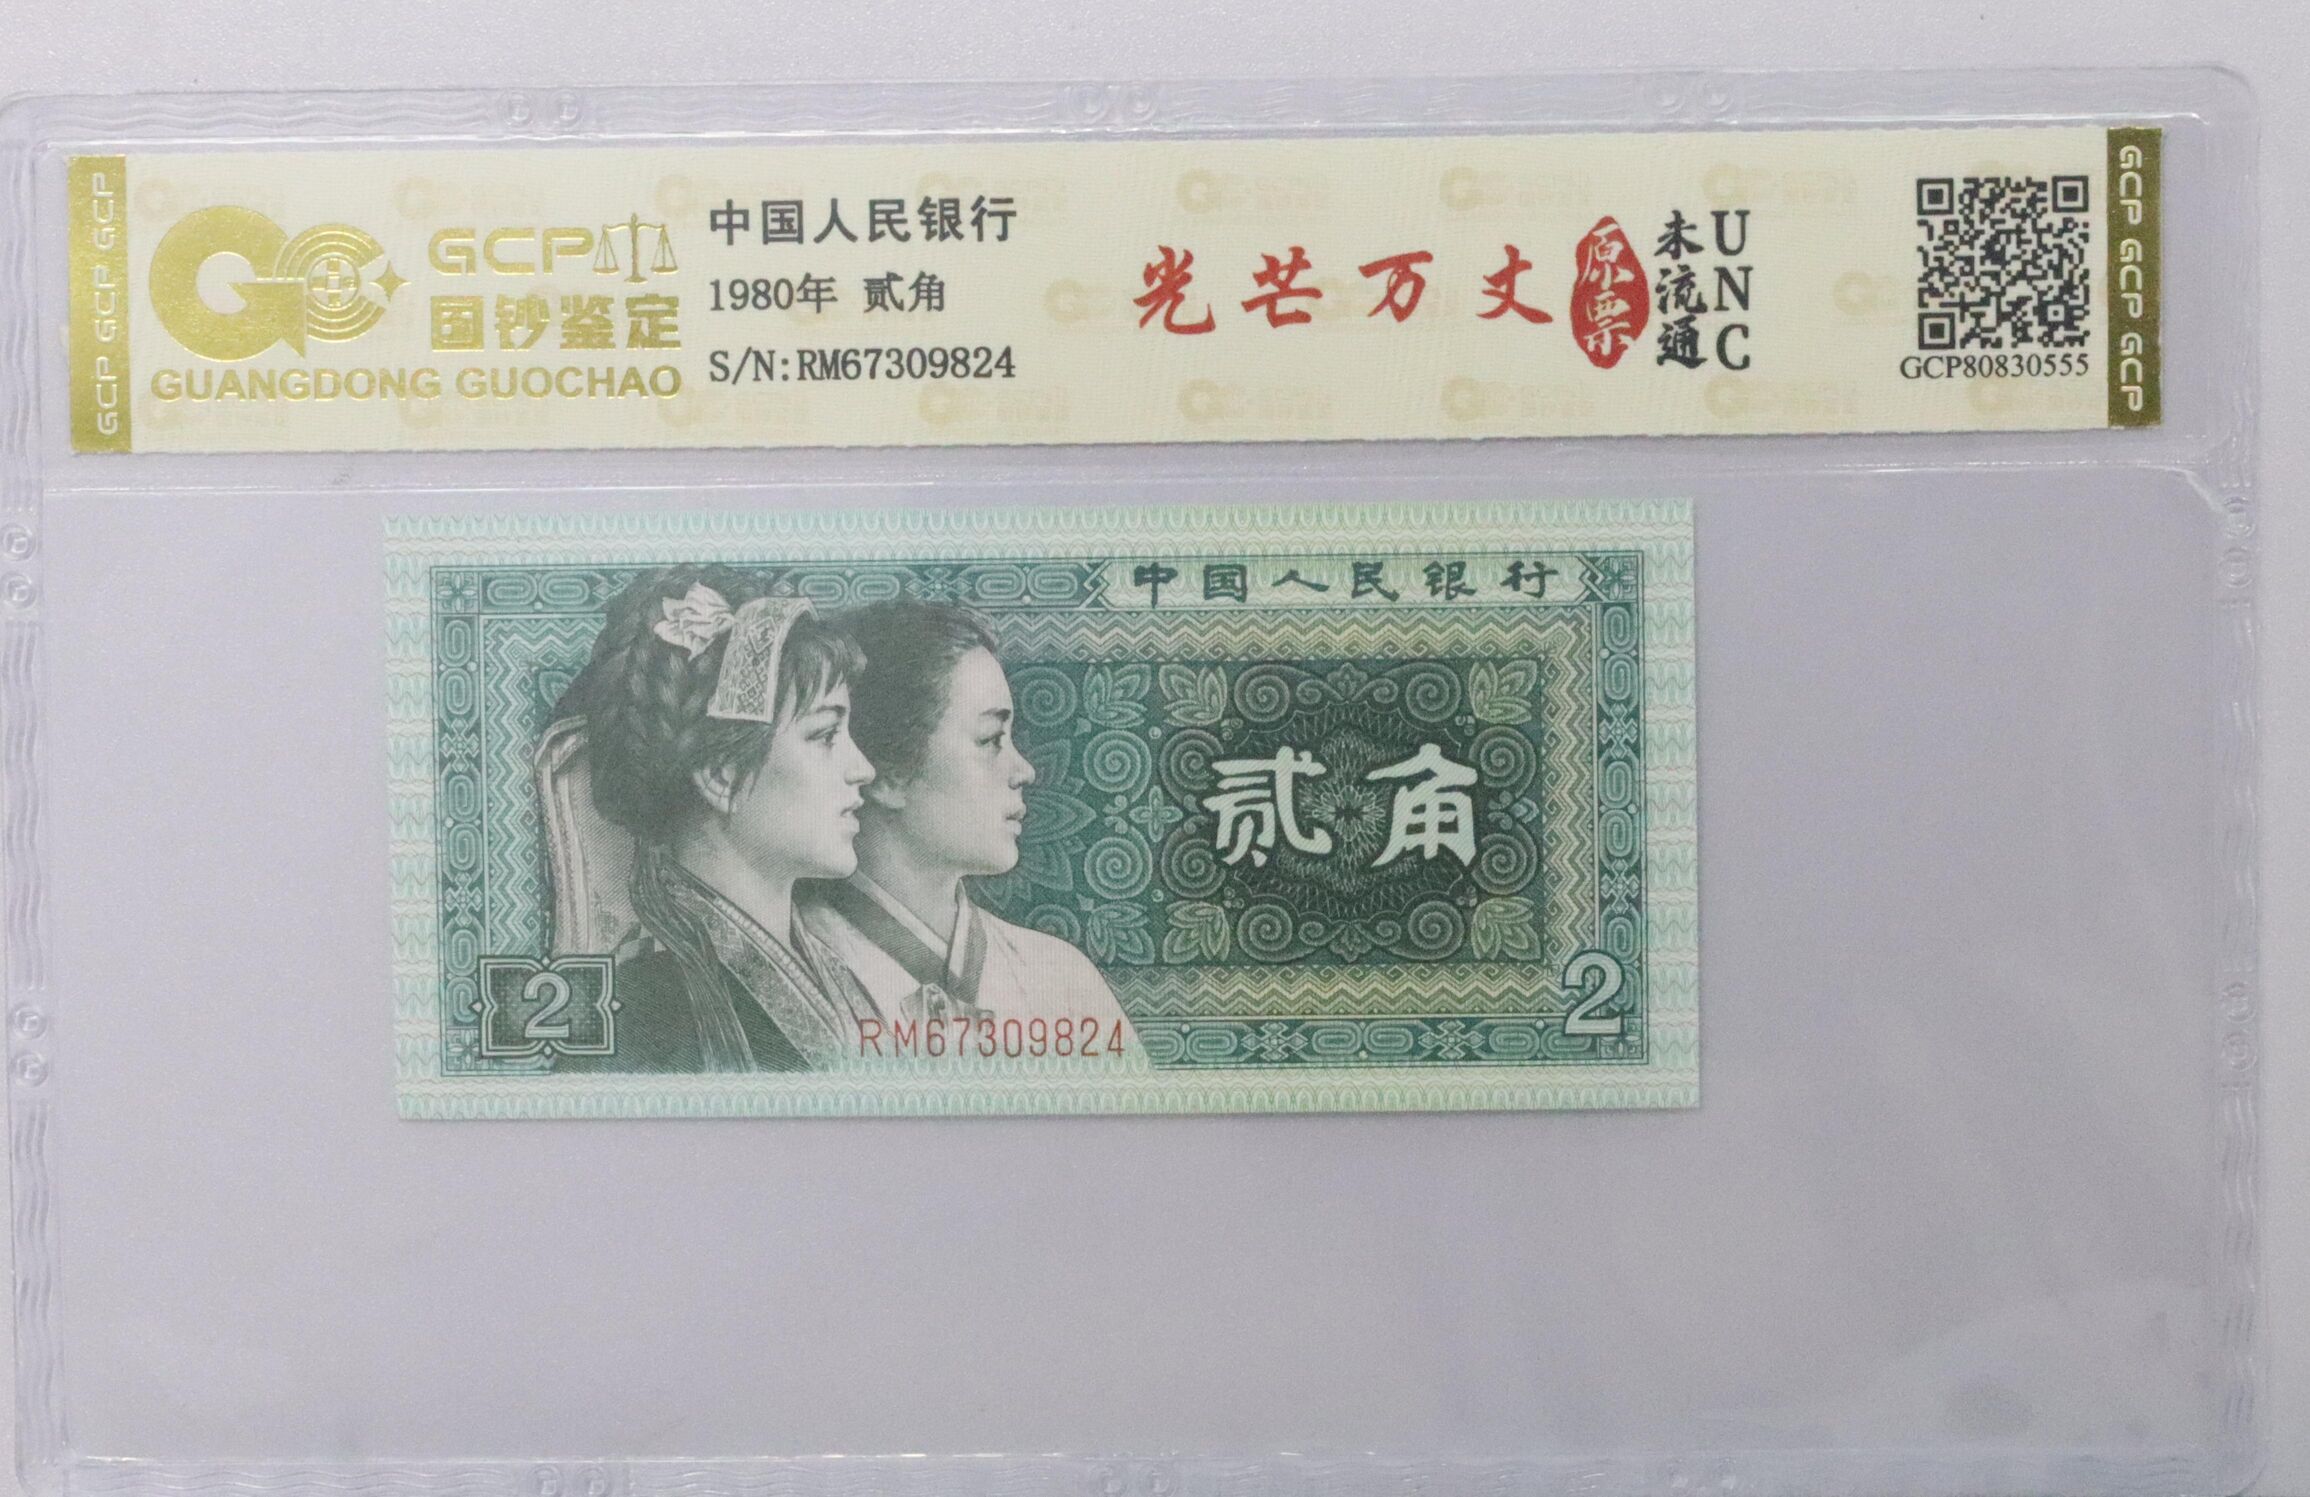 GCP GCP GCP
GCP
国钞鉴定
GUANGDONG GUOCHAO
中国人民银行
1980年 贰角
S/N:RM67309824
光芒万丈
原票
未流通
UNC
GCP80830555
GCP GCP GCP
中国人民银行
贰角
2
2
RM67309824